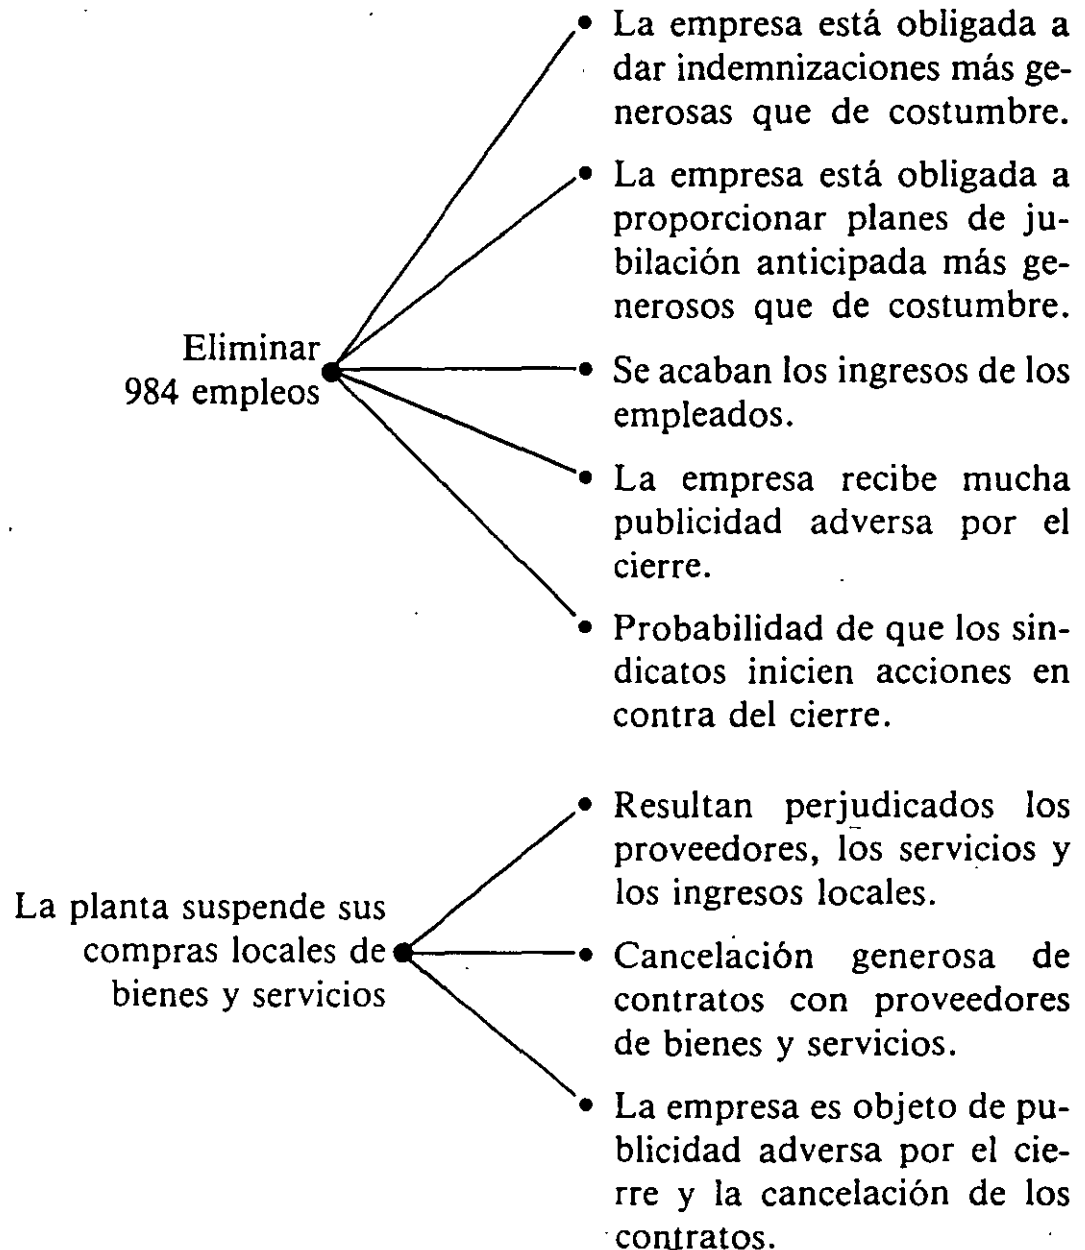 La empresa está obligada a
dar indemnizaciones más ge-
nerosas que de costumbre.
La empresa está obligada a
proporcionar planes de ju-
bilación anticipada más ge-
nerosos que de costumbre.
Eliminar
984 empleos
Se acaban los ingresos de los
empleados.
La empresa recibe mucha
publicidad adversa por el
cierre.
Probabilidad de que los sin-
dicatos inicien acciones en
contra del cierre.
La planta suspende sus
compras locales de
bienes y servicios
Resultan perjudicados los
proveedores, los servicios y
los ingresos locales.
Cancelación generosa de
contratos con proveedores
de bienes y servicios.
La empresa es objeto de pu-
blicidad adversa por el cie-
rre y la cancelación de los
contratos.